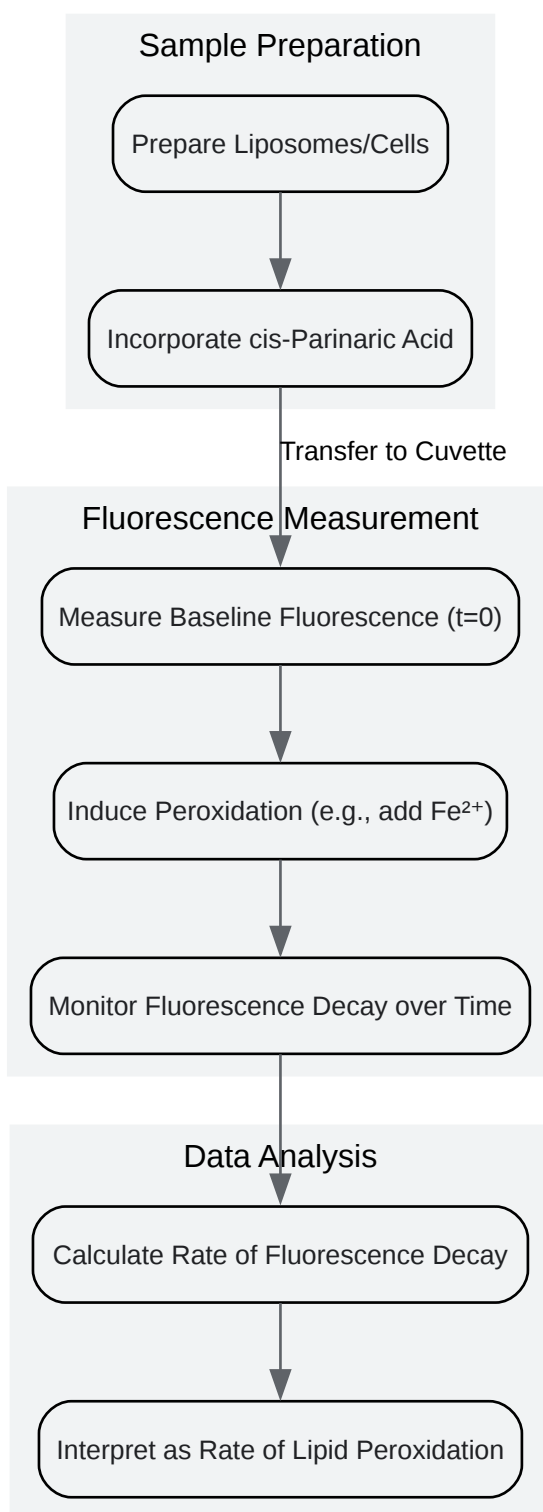 Sample Preparation
Prepare Liposomes/Cells
Incorporate cis-Parinaric Acid
Transfer to Cuvette
Fluorescence Measurement
Measure Baseline Fluorescence (t=0)
Induce Peroxidation (e.g., add Fe²⁺)
Monitor Fluorescence Decay over Time
Data Analysis
Calculate Rate of Fluorescence Decay
Interpret as Rate of Lipid Peroxidation